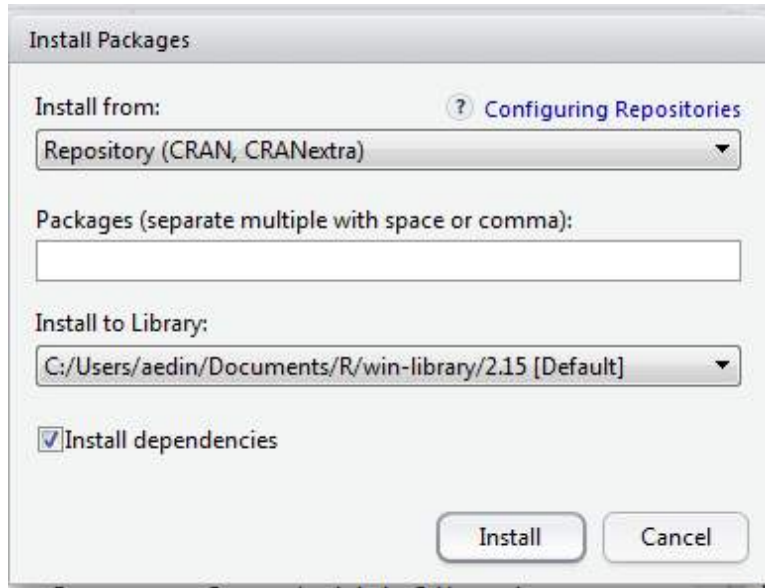 Install Packages
Install from:
? Configuring Repositories
Repository (CRAN, CRANextra)
Packages (separate multiple with space or comma):
Install to Library:
C:/Users/aedin/Documents/R/win-library/2.15 [Default]
Install dependencies
Install
Cancel